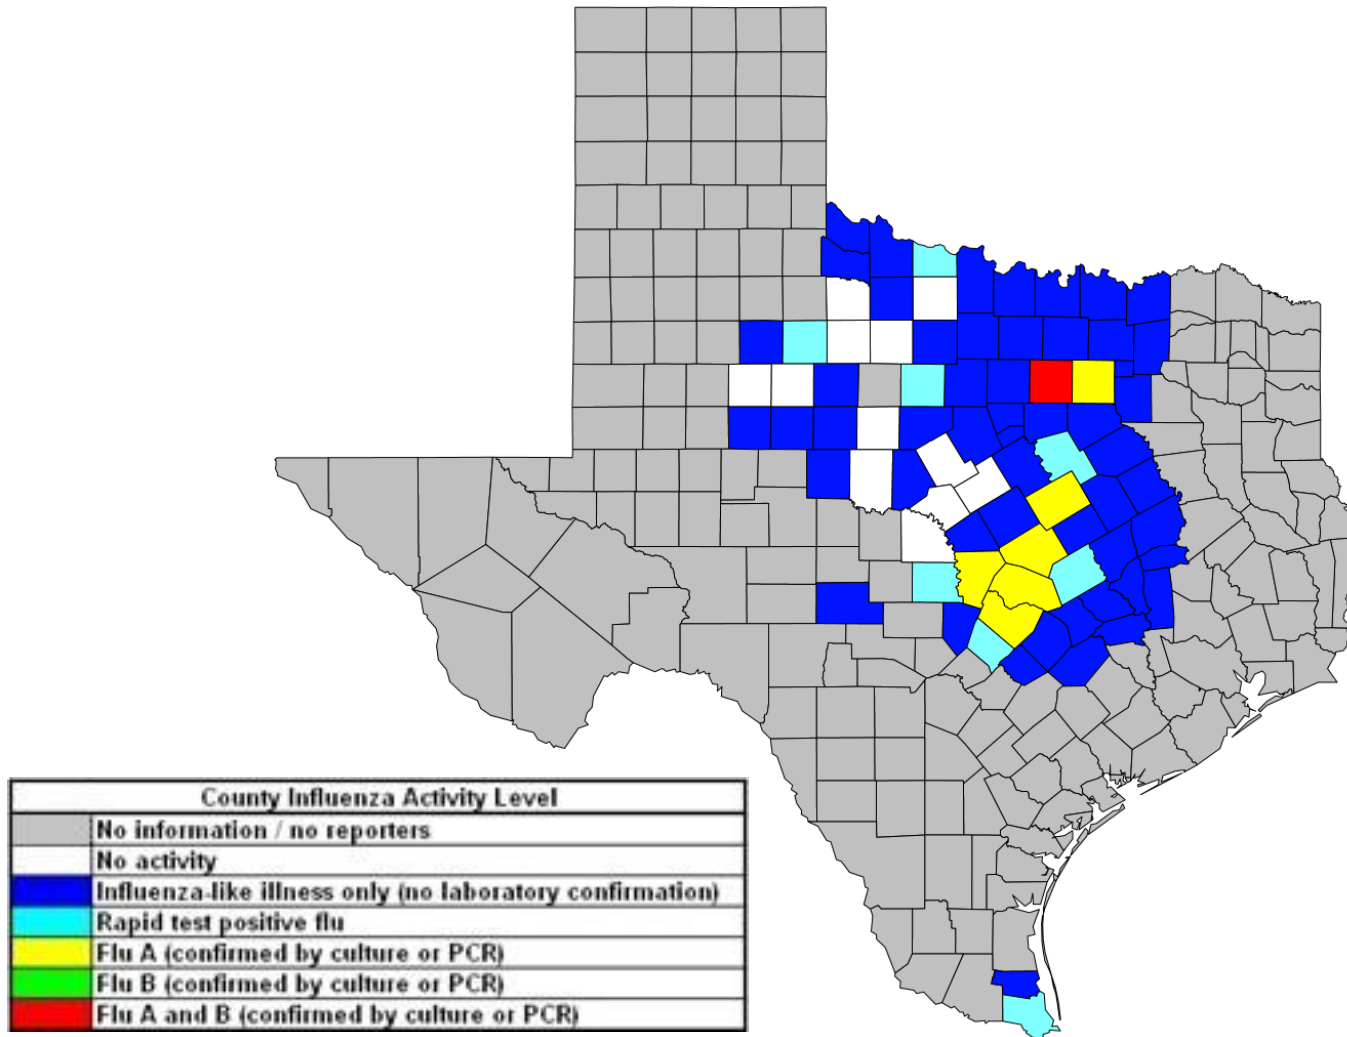 County Influenza Activity Level
No information / no reporters
No activity
Influenza-like illness only (no laboratory confirmation)
Rapid test positive flu
Flu A (confirmed by culture or PCR)
Flu B (confirmed by culture or PCR)
Flu A and B (confirmed by culture or PCR)